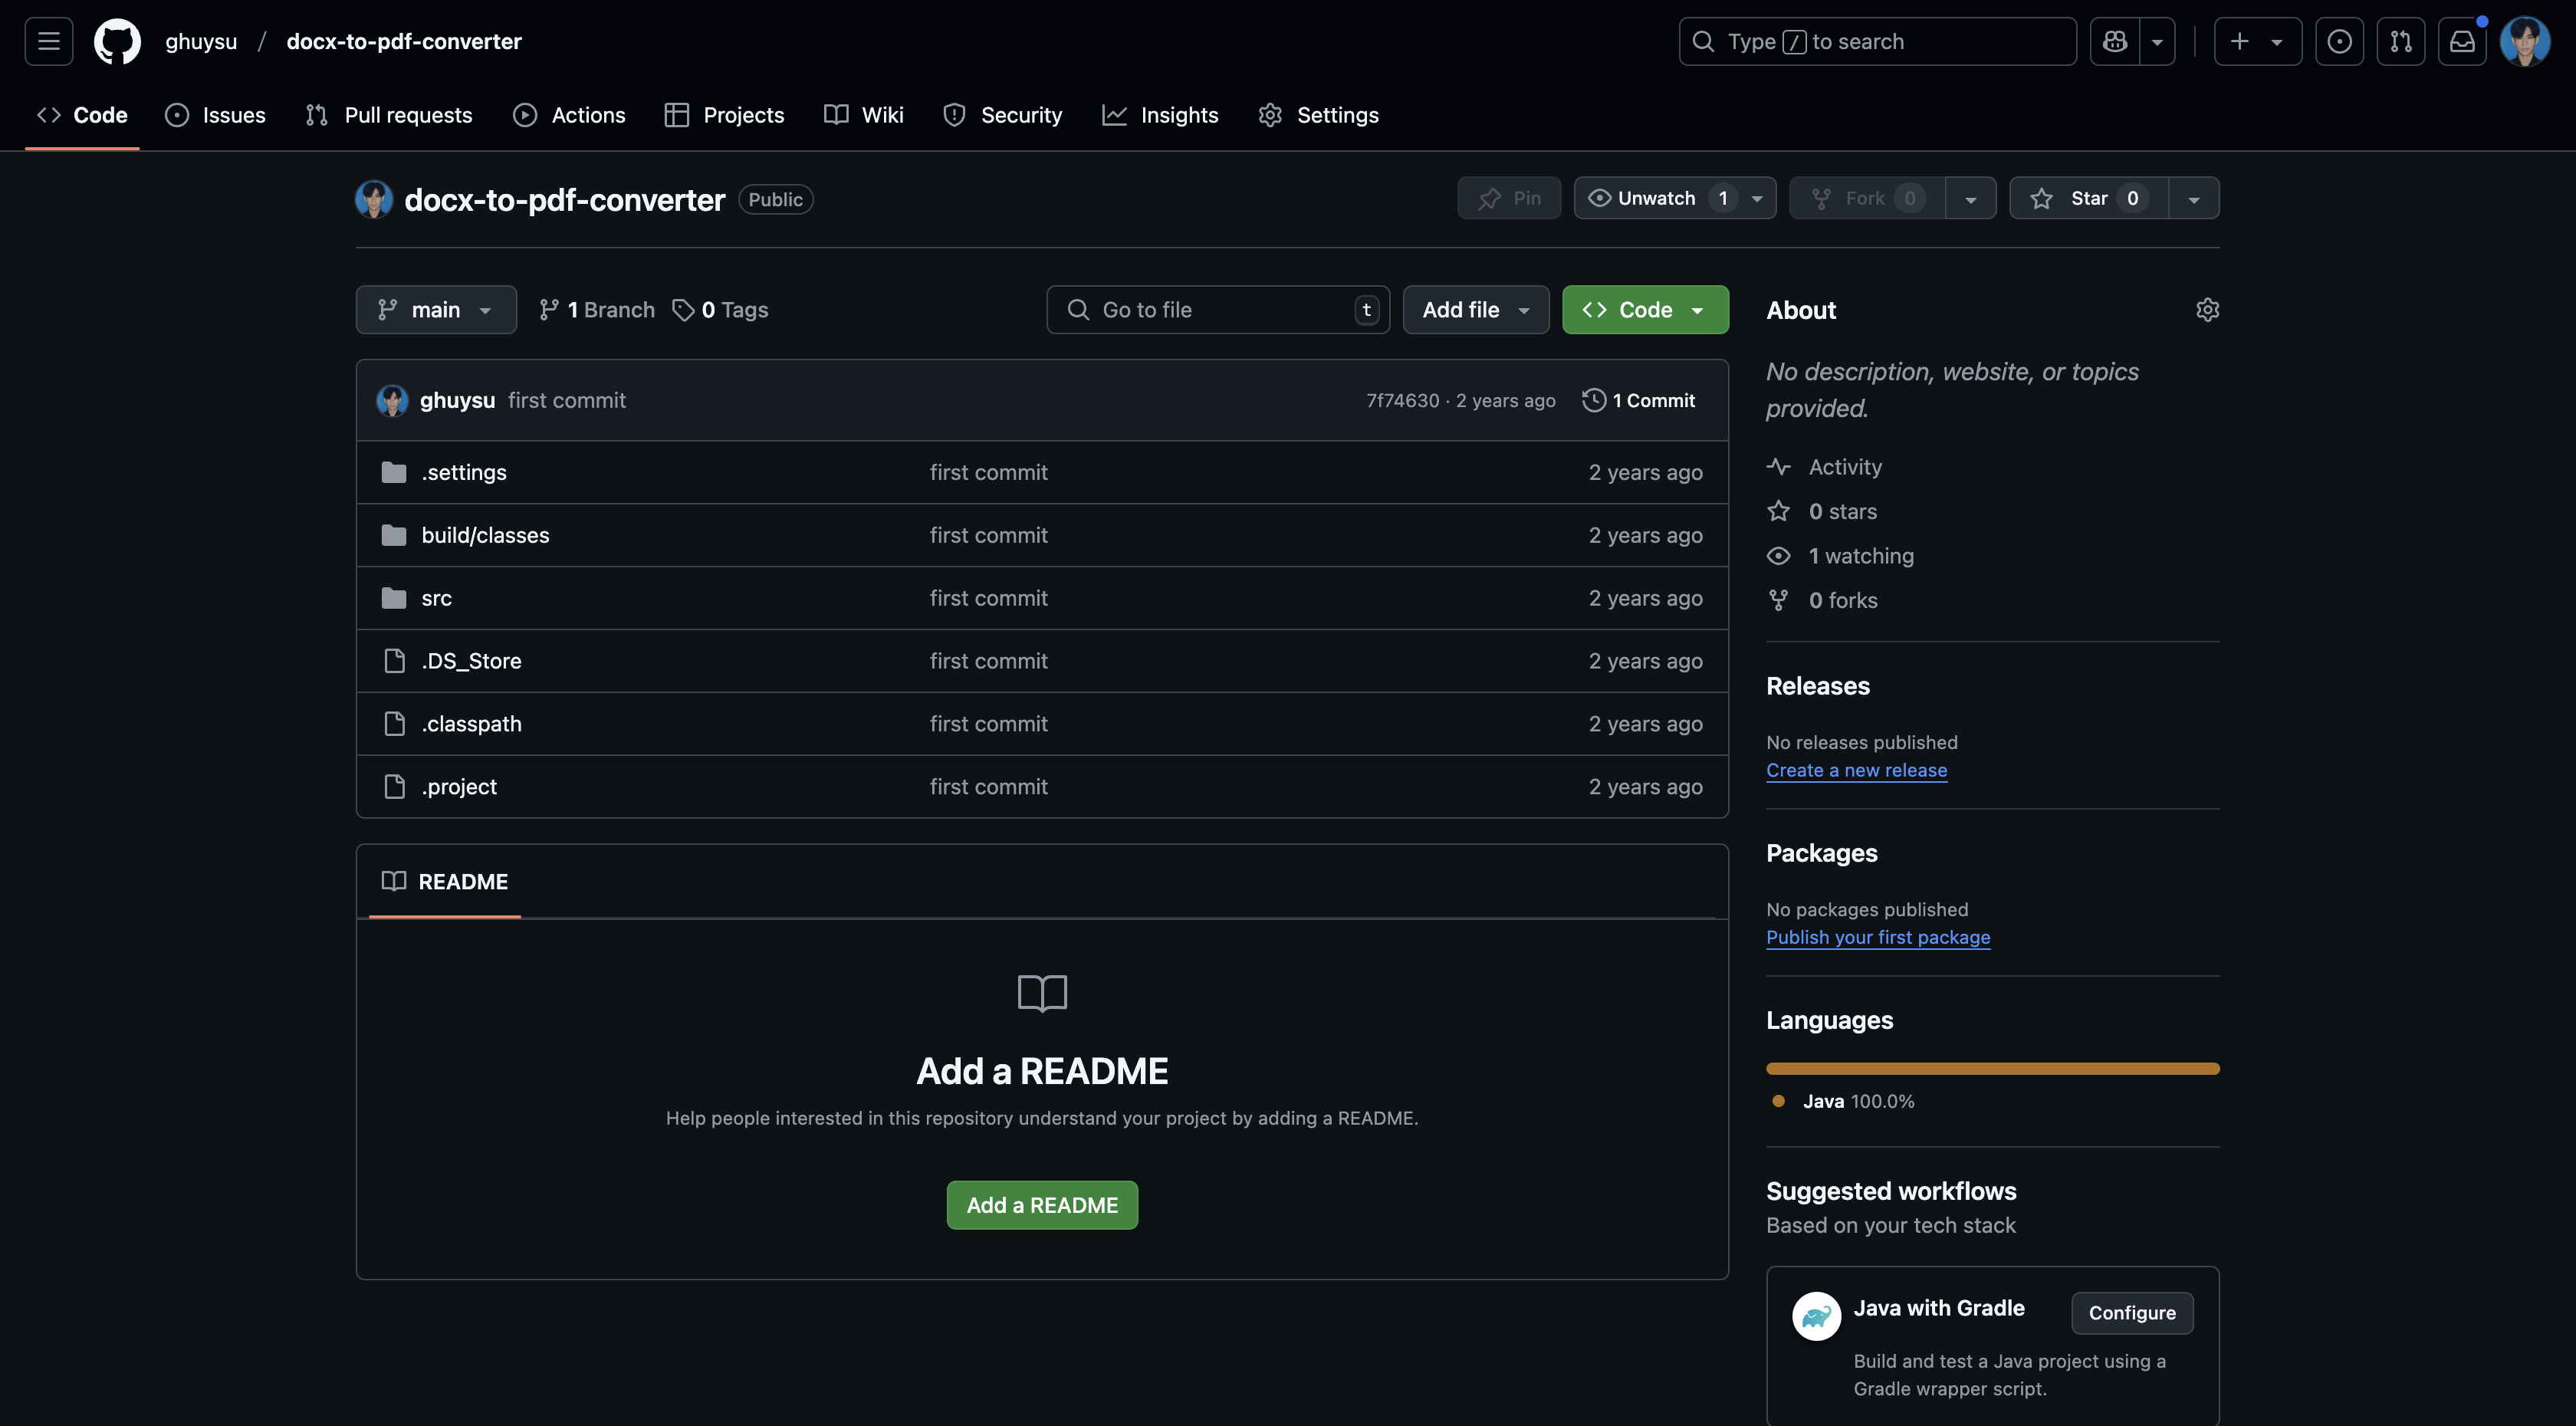 ghuysu / docx-to-pdf-converter
Type / to search
Code Issues Pull requests Actions Projects Wiki Security Insights Settings
docx-to-pdf-converter Public
Pin Unwatch 1 Fork 0 Star 0
main 1 Branch 0 Tags
Go to file t Add file Code
ghuysu first commit 7f74630 · 2 years ago 1 Commit
.settings first commit 2 years ago
build/classes first commit 2 years ago
src first commit 2 years ago
.DS_Store first commit 2 years ago
.classpath first commit 2 years ago
.project first commit 2 years ago
README
Add a README
Help people interested in this repository understand your project by adding a README.
Add a README
About
No description, website, or topics
provided.
Activity
0 stars
1 watching
0 forks
Releases
No releases published
Create a new release
Packages
No packages published
Publish your first package
Languages
Java 100.0%
Suggested workflows
Based on your tech stack
Java with Gradle Configure
Build and test a Java project using a
Gradle wrapper script.